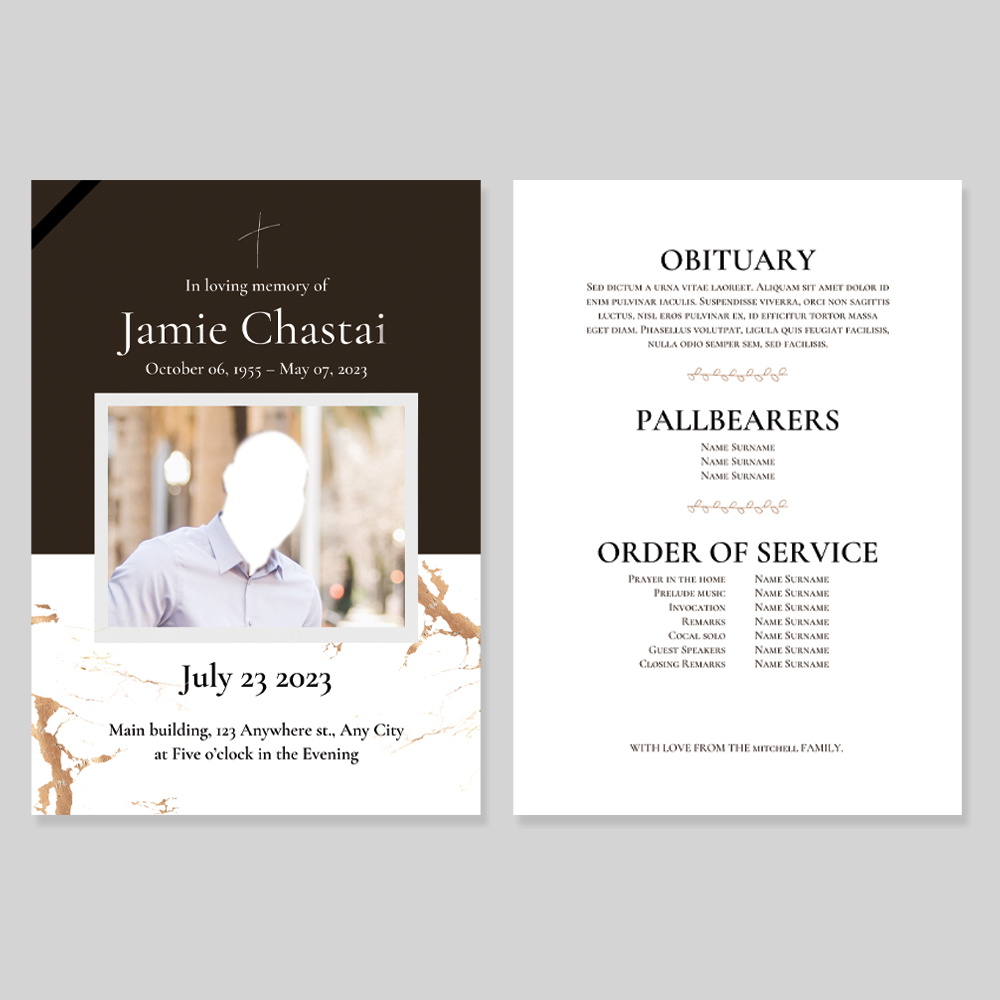 In loving memory of
Jamie Chastai
October 06, 1955 – May 07, 2023
July 23 2023
Main building, 123 Anywhere st., Any City
at Five o'clock in the Evening
OBITUARY
Sed dictum a urna vitae laoreet. Aliquam sit amet dolor id
enim pulvinar iaculis. Suspendisse viverra, orci non sagittis
luctus, nisl eros pulvinar ex, id efficitur tortor massa
eget diam. Phasellus volutpat, ligula quis feugiat facilisis,
nulla odio semper sem, sed facilisis.
PALLBEARERS
Name Surname
Name Surname
Name Surname
ORDER OF SERVICE
Prayer in the home Name Surname
Prelude music Name Surname
Invocation Name Surname
Remarks Name Surname
Cocal solo Name Surname
Guest Speakers Name Surname
Closing Remarks Name Surname
WITH LOVE FROM THE mitchell FAMILY.